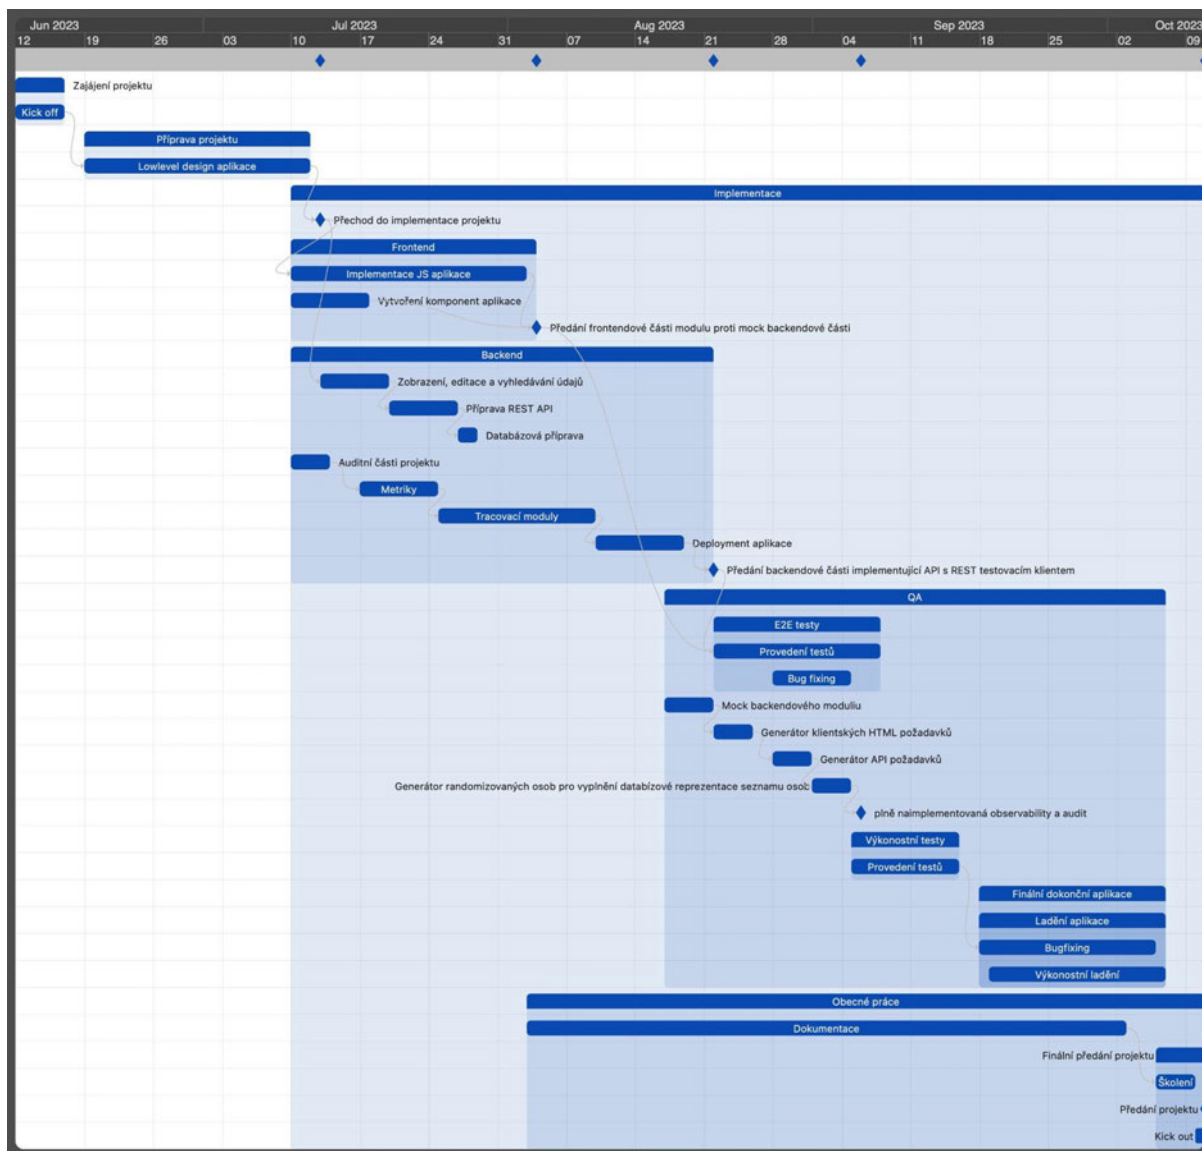 Jun 2023 Jul 2023 Aug 2023 Sep 2023 Oct 2023
12 19 26 03 10 17 24 31 07 14 21 28 04 11 18 25 02 09
Zajájení projektu
Kick off
Příprava projektu
Lowlevel design aplikace
Implementace
Přechod do implementace projektu
Frontend
Implementace JS aplikace
Vytvoření komponent aplikace
Předání frontendové části modulu proti mock backendové části
Backend
Zobrazení, editace a vyhledávání údajů
Příprava REST API
Databázová příprava
Auditní části projektu
Metriky
Tracovací moduly
Deployment aplikace
Předání backendové části implementující API s REST testovacím klientem
QA
E2E testy
Provedení testů
Bug fixing
Mock backendového moduliu
Generátor klientských HTML požadavků
Generátor API požadavků
Generátor randomizovaných osob pro vyplnění databízové reprezentace seznamu osob
plně naimplementovaná observability a audit
Výkonostní testy
Provedení testů
Finální dokonční aplikace
Ladění aplikace
Bugfixing
Výkonostní ladění
Obecné práce
Dokumentace
Finální předání projektu
Školení
Předání projektu
Kick out